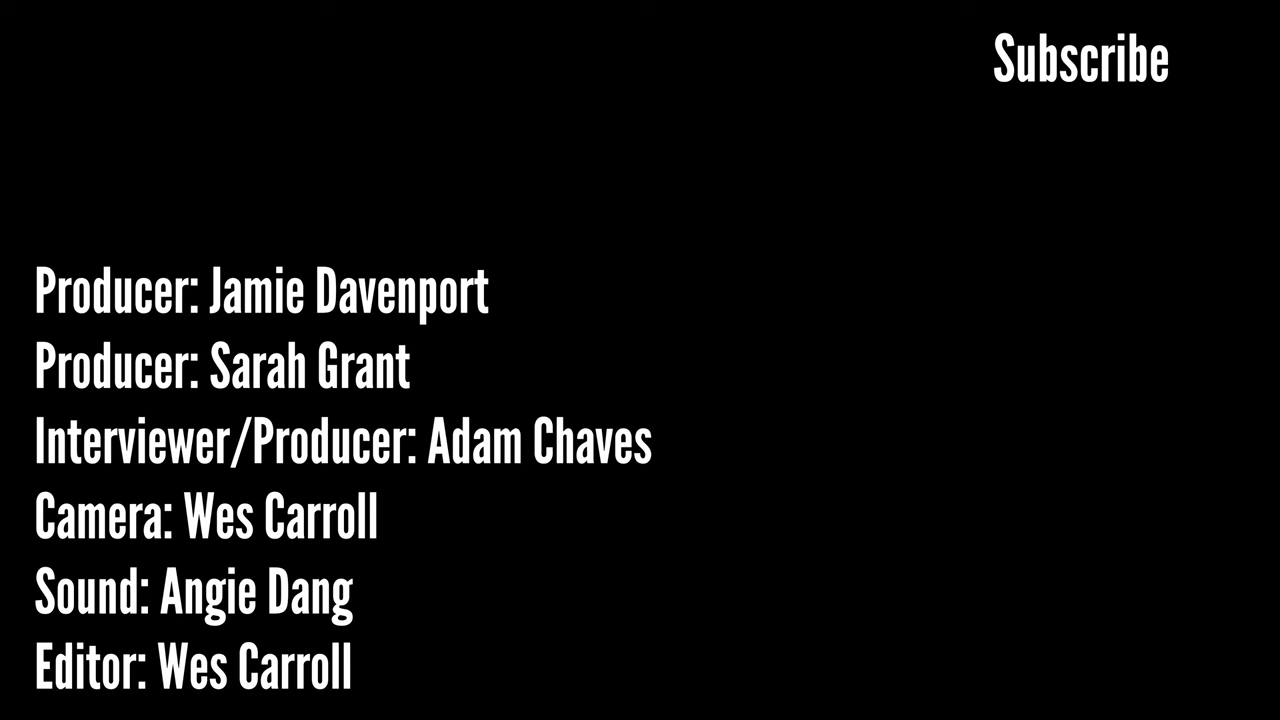 Subscribe
Producer: Jamie Davenport
Producer: Sarah Grant
Interviewer/Producer: Adam Chaves
Camera: Wes Carroll
Sound: Angie Dang
Editor: Wes Carroll